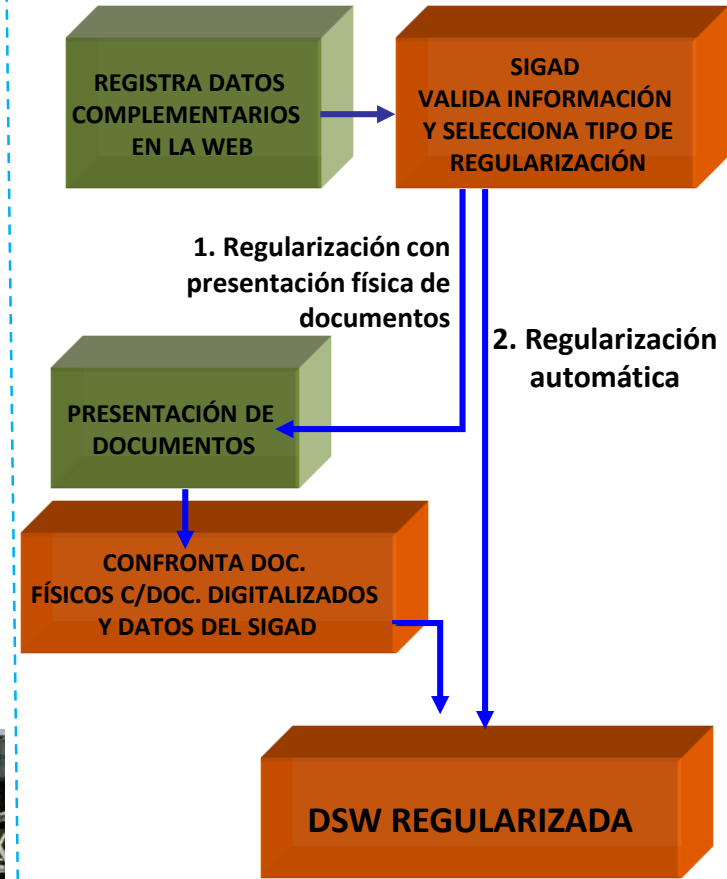 REGISTRA DATOS
COMPLEMENTARIOS
EN LA WEB
SIGAD
VALIDA INFORMACIÓN
Y SELECCIONA TIPO DE
REGULARIZACIÓN
1. Regularización con
presentación física de
documentos
2. Regularización
automática
PRESENTACIÓN DE
DOCUMENTOS
CONFRONTA DOC.
FÍSICOS C/DOC. DIGITALIZADOS
Y DATOS DEL SIGAD
DSW REGULARIZADA